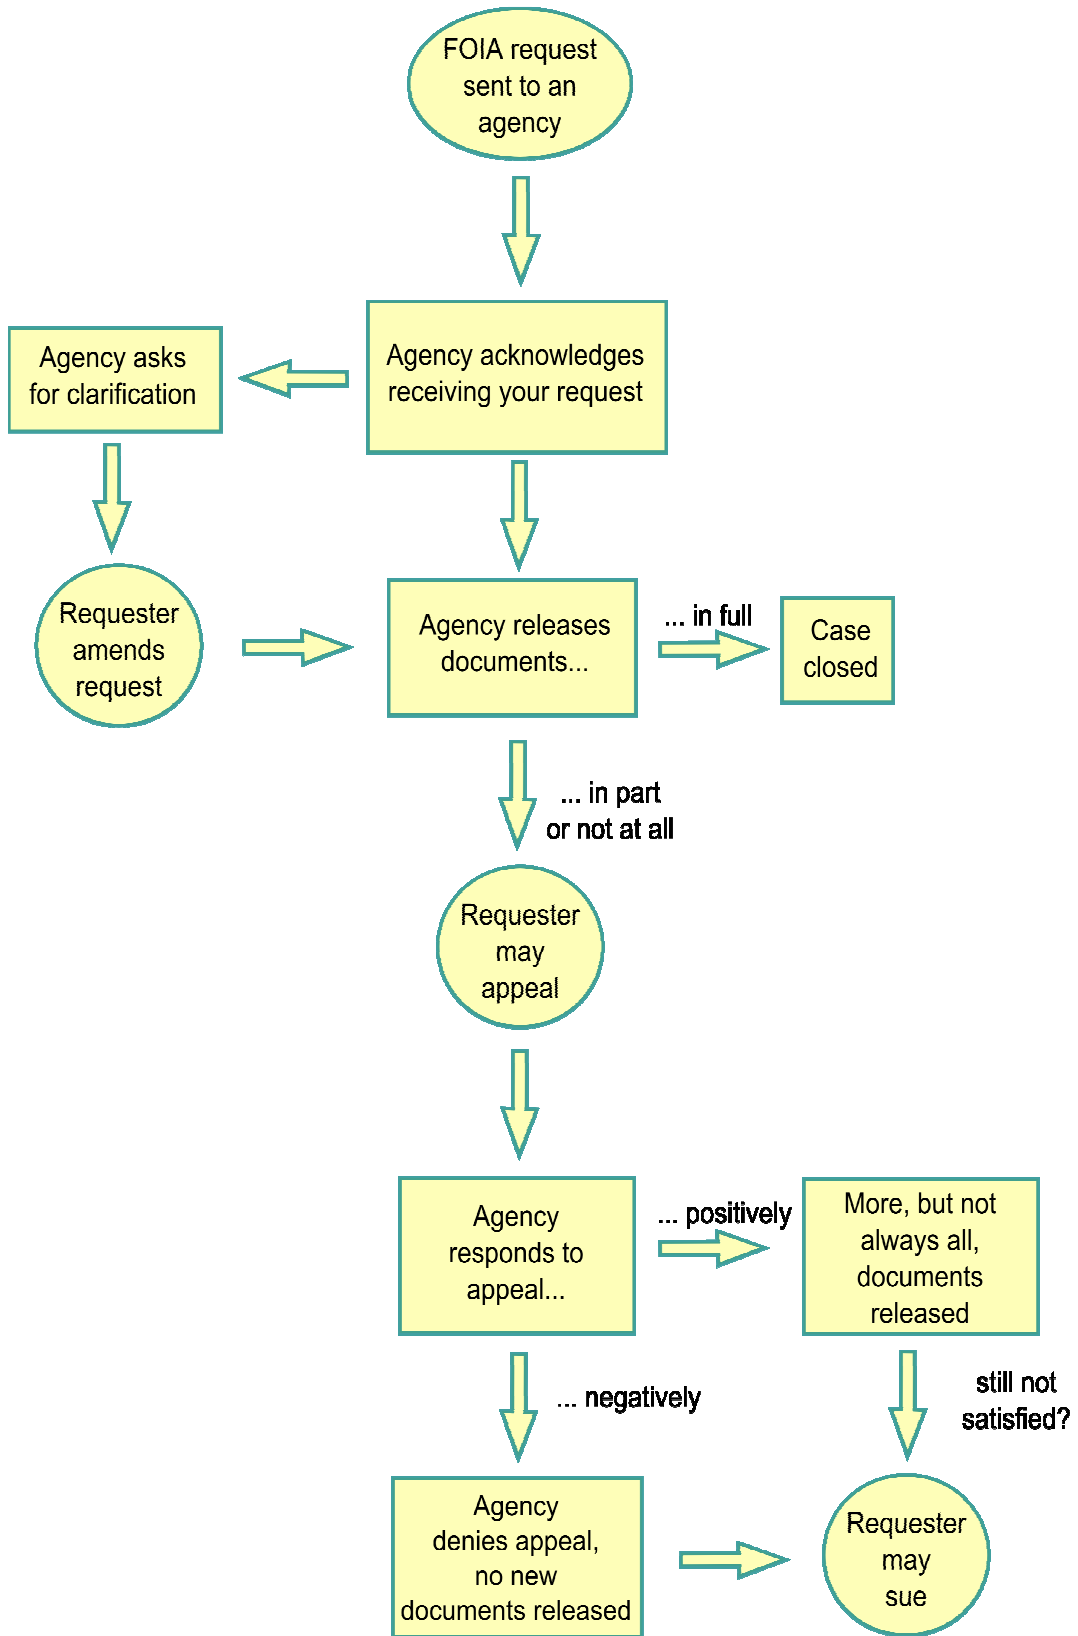 FOIA request
sent to an
agency
Agency acknowledges
receiving your request
Agency asks
for clarification
Requester
amends
request
Agency releases
documents...
... in full
Case
closed
... in part
or not at all
Requester
may
appeal
Agency
responds to
appeal...
... positively
More, but not
always all,
documents
released
... negatively
still not
satisfied?
Agency
denies appeal,
no new
documents released
Requester
may
sue